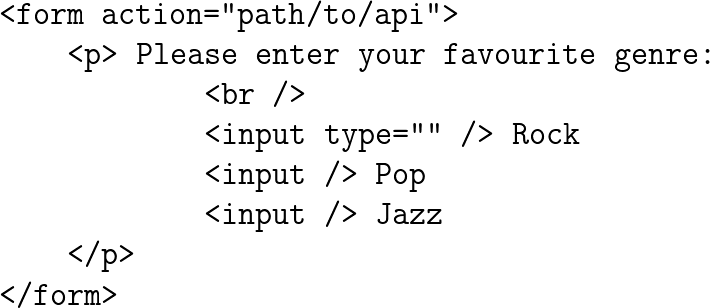 <form action="path/to/api">
    <p> Please enter your favourite genre:
            <br />
            <input type="" /> Rock
            <input /> Pop
            <input /> Jazz
    </p>
</form>